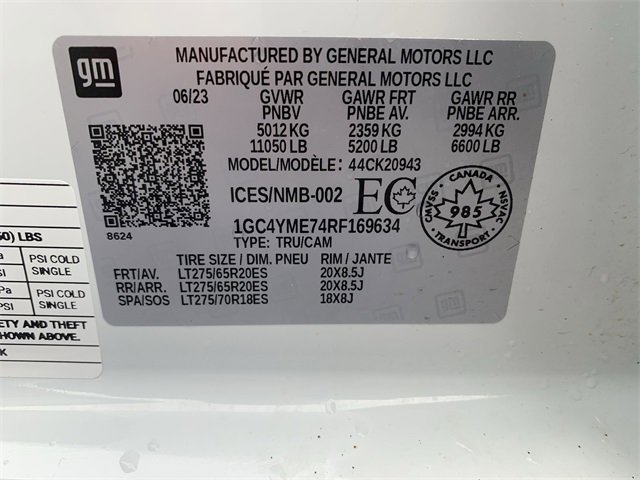 gm
MANUFACTURED BY GENERAL MOTORS LLC
FABRIQUÉ PAR GENERAL MOTORS LLC
06/23 GVWR GAWR FRT GAWR RR
PNBV PNBE AV. PNBE ARR.
5012 KG 2359 KG 2994 KG
11050 LB 5200 LB 6600 LB
MODEL/MODÈLE: 44CK20943
ICES/NMB-002 EC
8624
1GC4YME74RF169634
TYPE: TRU/CAM
CANADA
CMVSS 985 NSVAC
TRANSPORT
TIRE SIZE / DIM. PNEU RIM / JANTE
FRT/AV. LT275/65R20ES 20X8.5J
RR/ARR. LT275/65R20ES 20X8.5J
SPA/SOS LT275/70R18ES 18X8J
0) LBS
a PSI COLD
SI SINGLE
Pa PSI COLD
PSI SINGLE
ETY AND THEFT
HOWN ABOVE.
K